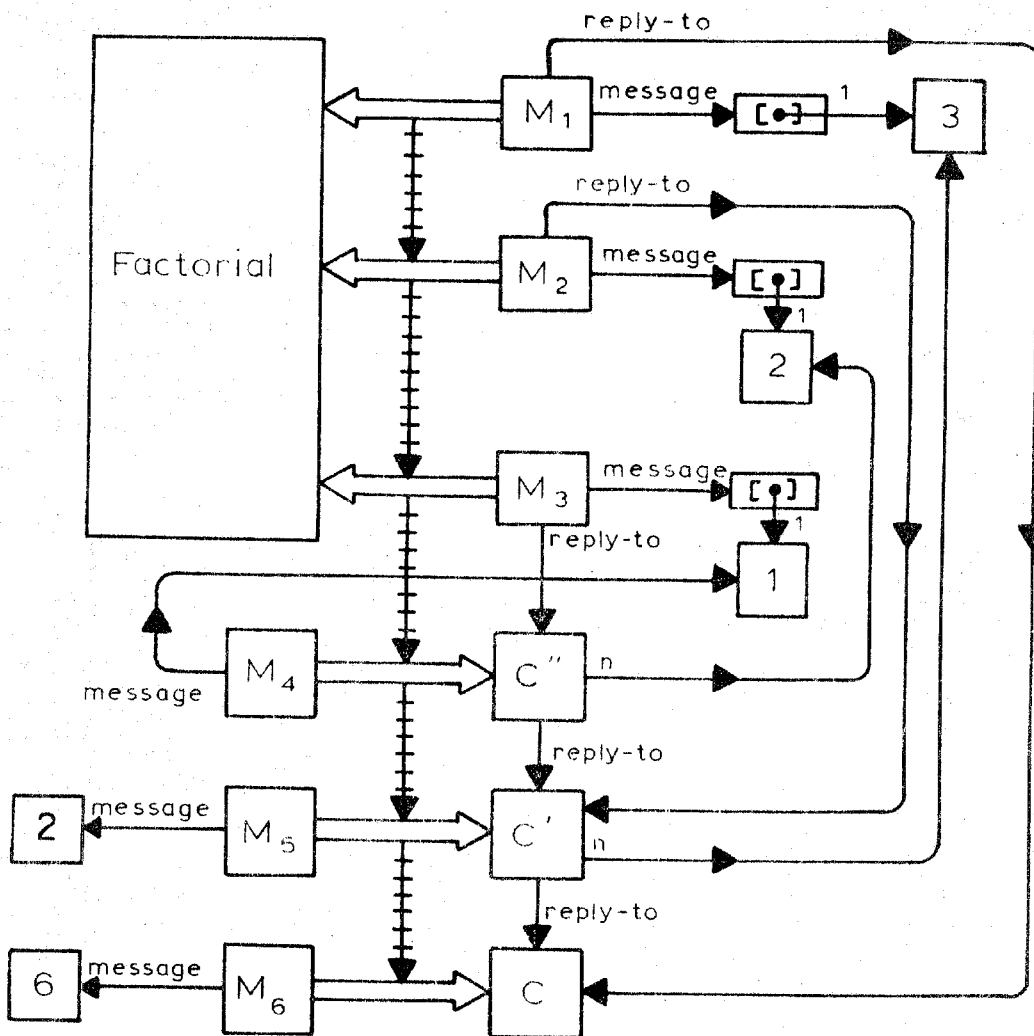 reply-to
M1 message [•] 1 3
reply-to
Factorial
M2 message [•]
1
2
M3 message [•]
1
reply-to
1
M4 C'' n
message
reply-to
2 message M5 C' n
reply-to
6 message M6 C